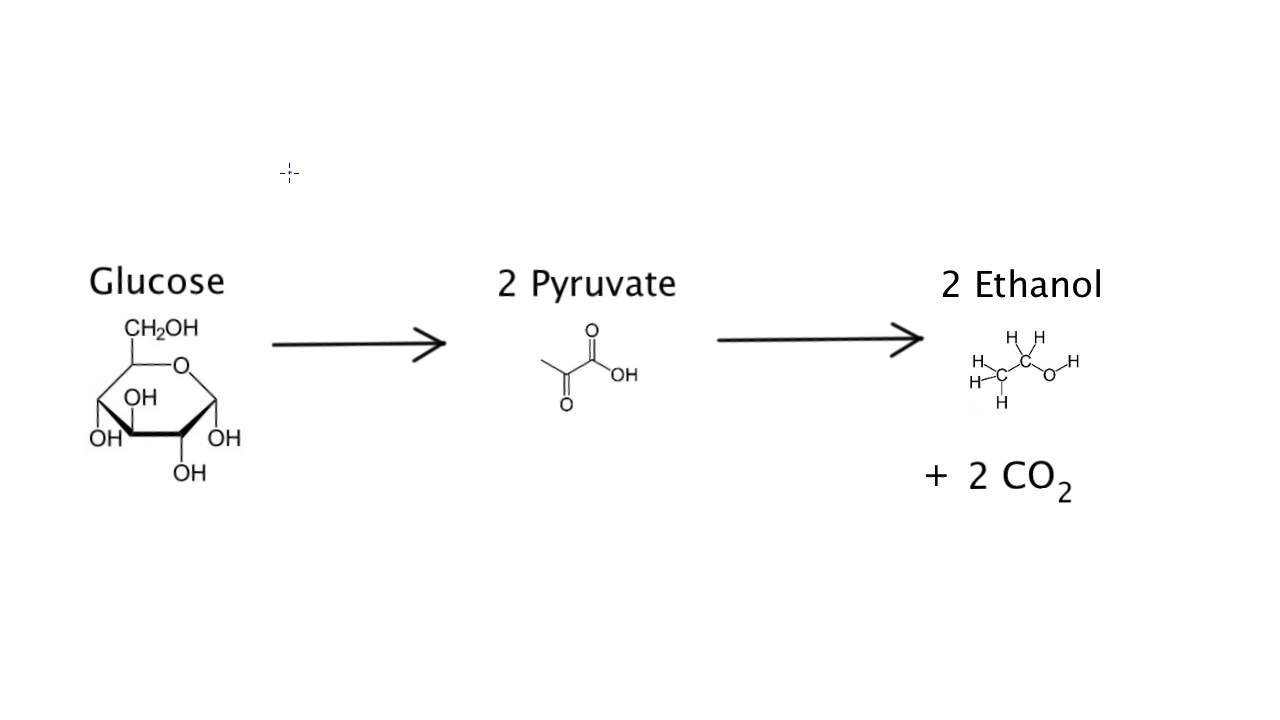 Glucose
CH₂OH
O
OH
OH
OH
OH
2 Pyruvate
O
OH
O
2 Ethanol
H H
H
C
H
H
C
O
H
H
+ 2 CO₂